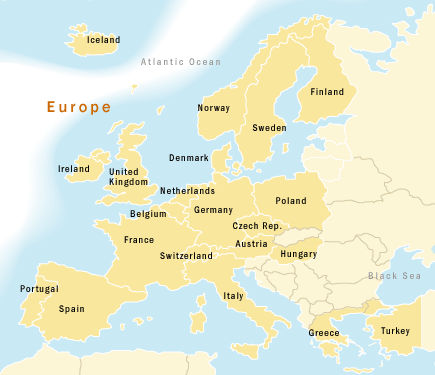 Iceland
Atlantic Ocean
Europe
Finland
Norway
Sweden
Denmark
Ireland
United
Kingdom
Netherlands
Poland
Germany
Belgium
Czech Rep.
France
Austria
Switzerland
Hungary
Black Sea
Portugal
Italy
Spain
Greece
Turkey